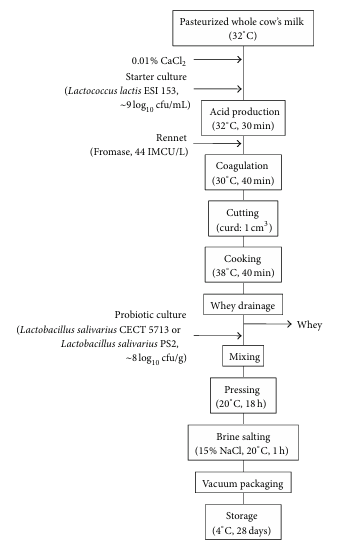 Pasteurized whole cow's milk
(32°C)
0.01% CaCl₂
Starter culture
(Lactococcus lactis ESI 153,
~9 log₁₀ cfu/mL)
Acid production
(32°C, 30 min)
Rennet
(Fromase, 44 IMCU/L)
Coagulation
(30°C, 40 min)
Cutting
(curd: 1 cm³)
Cooking
(38°C, 40 min)
Whey drainage
Whey
Probiotic culture
(Lactobacillus salivarius CECT 5713 or
Lactobacillus salivarius PS2,
~8 log₁₀ cfu/g)
Mixing
Pressing
(20°C, 18 h)
Brine salting
(15% NaCl, 20°C, 1 h)
Vacuum packaging
Storage
(4°C, 28 days)